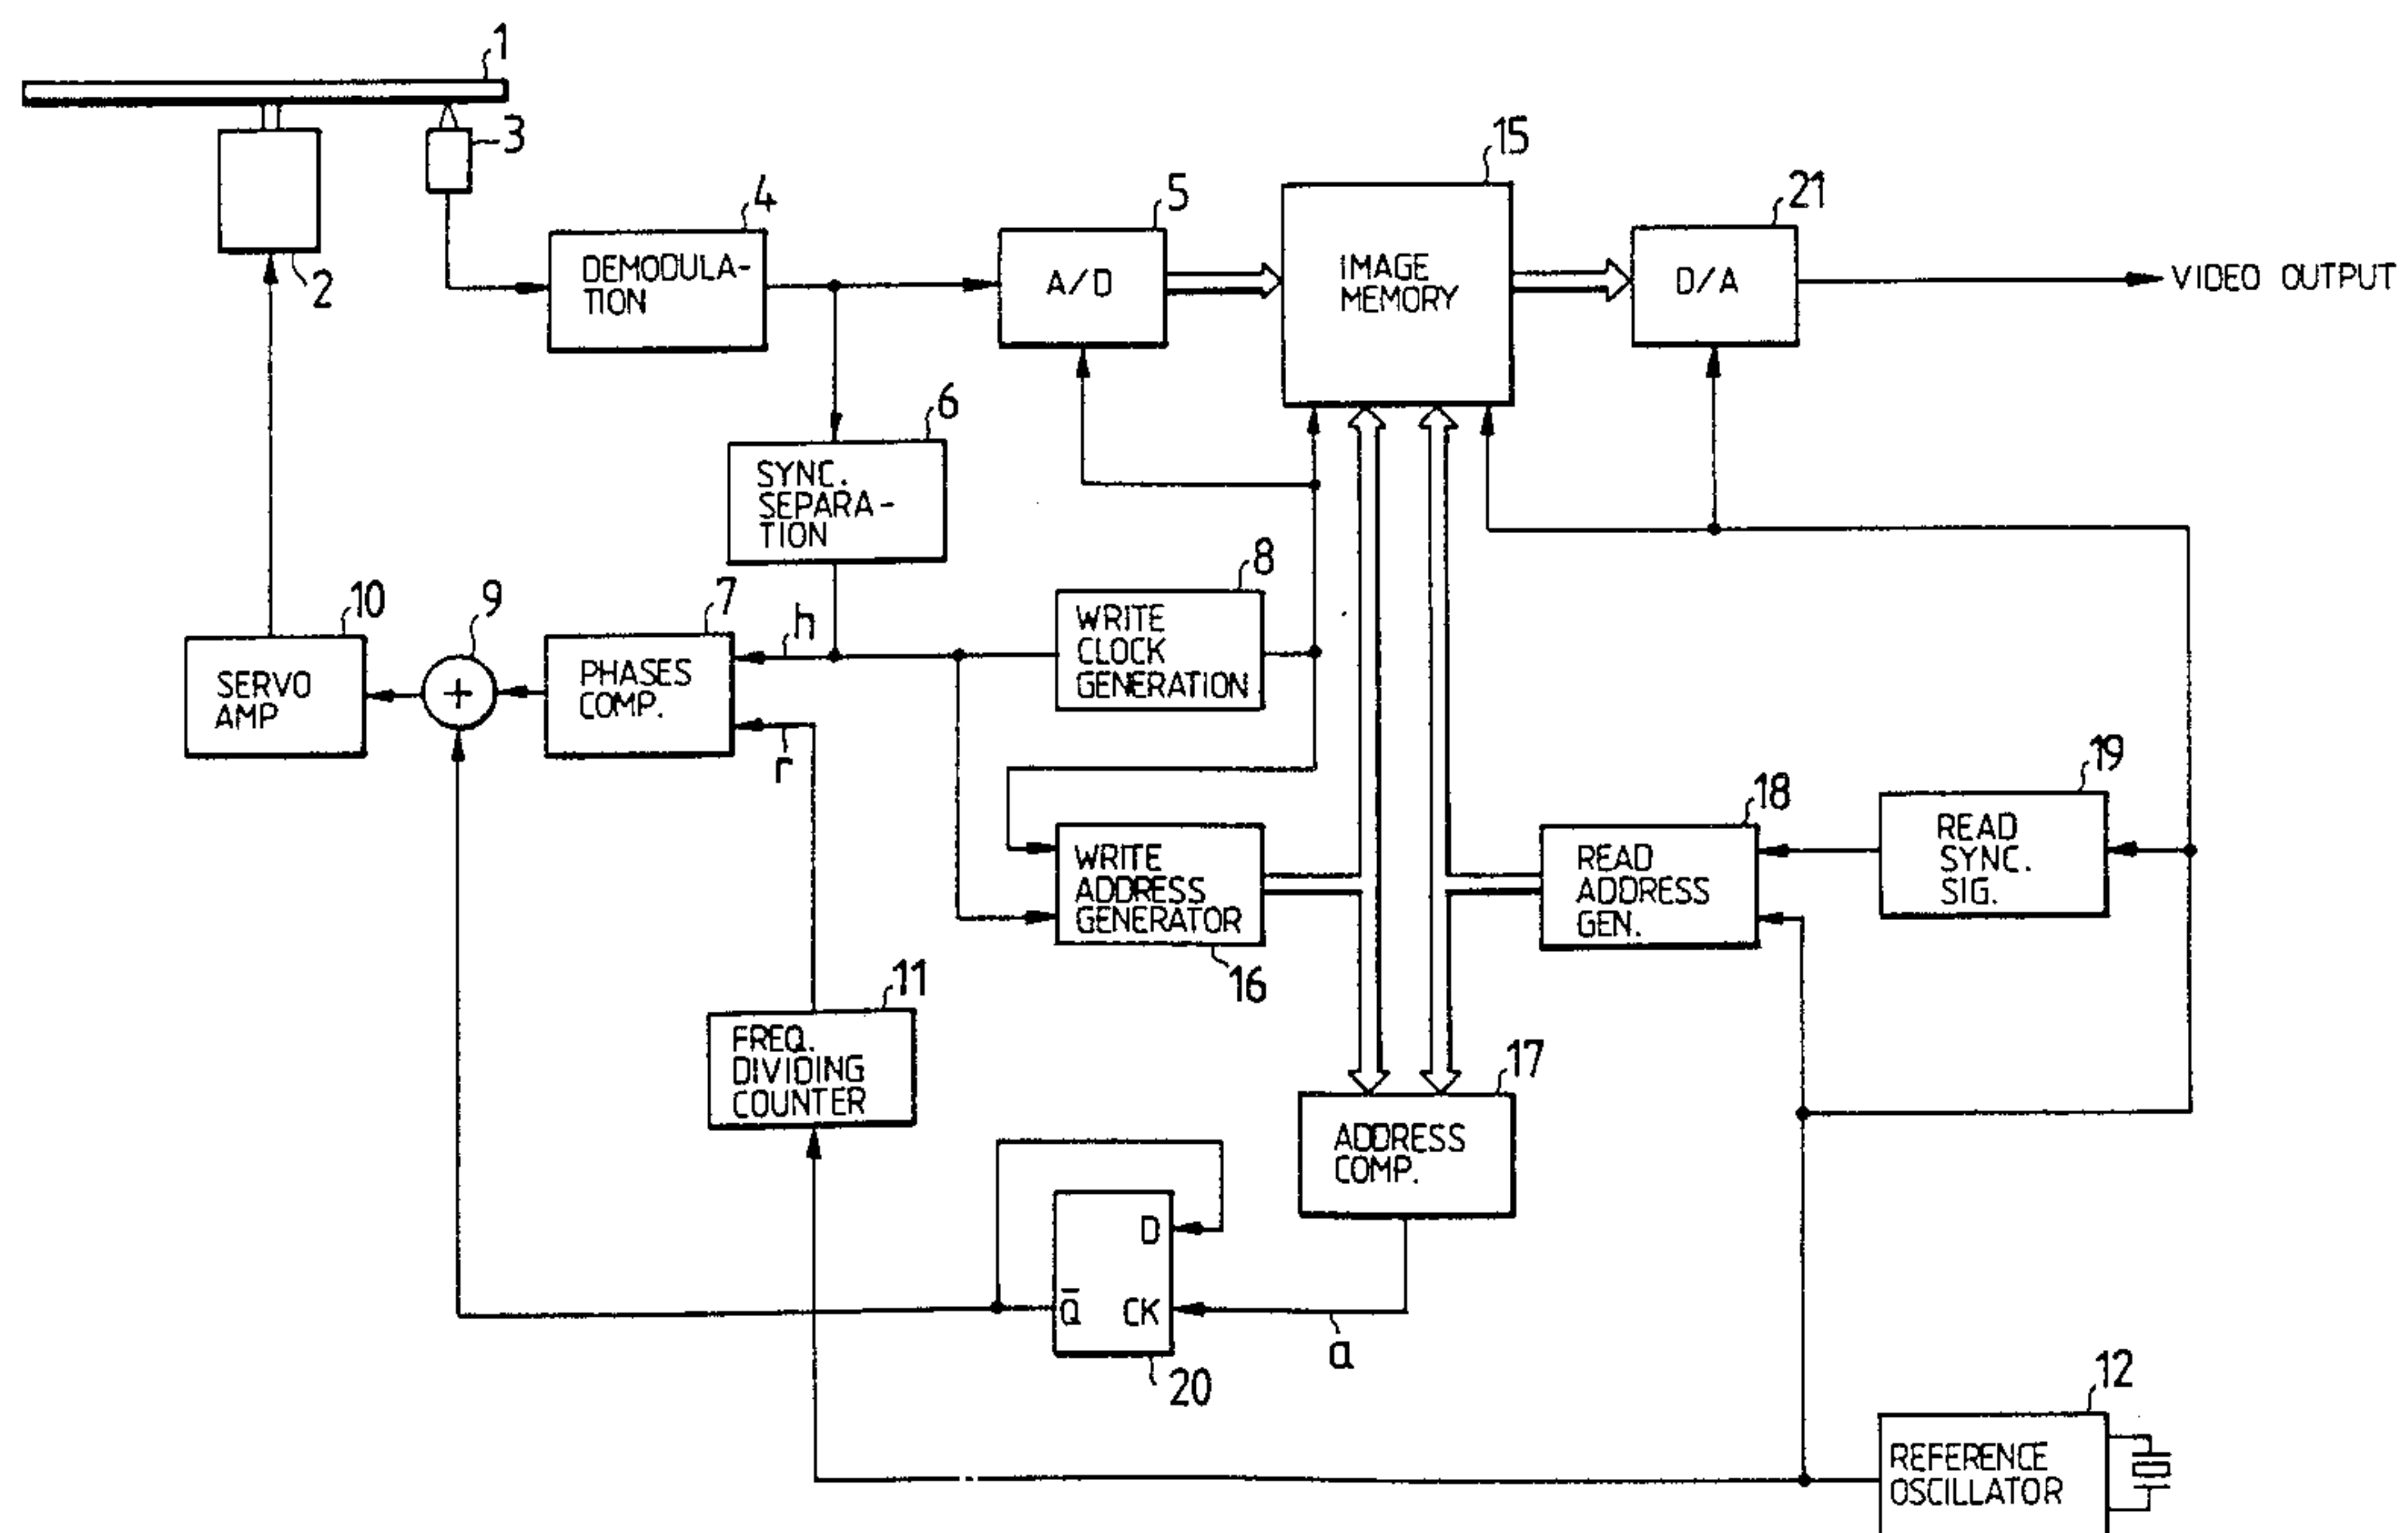 1
3
2
4
DEMODULA-
TION
5
A/D
15
IMAGE
MEMORY
21
D/A
VIDEO OUTPUT
6
SYNC.
SEPARA-
TION
10
SERVO
AMP
9
+
7
PHASES
COMP.
h
r
8
WRITE
CLOCK
GENERATION
WRITE
ADDRESS
GENERATOR
16
18
READ
ADDRESS
GEN.
19
READ
SYNC.
SIG.
11
FREQ.
DIVIDING
COUNTER
17
ADDRESS
COMP.
D
Q̅
CK
20
a
12
REFERENCE
OSCILLATOR